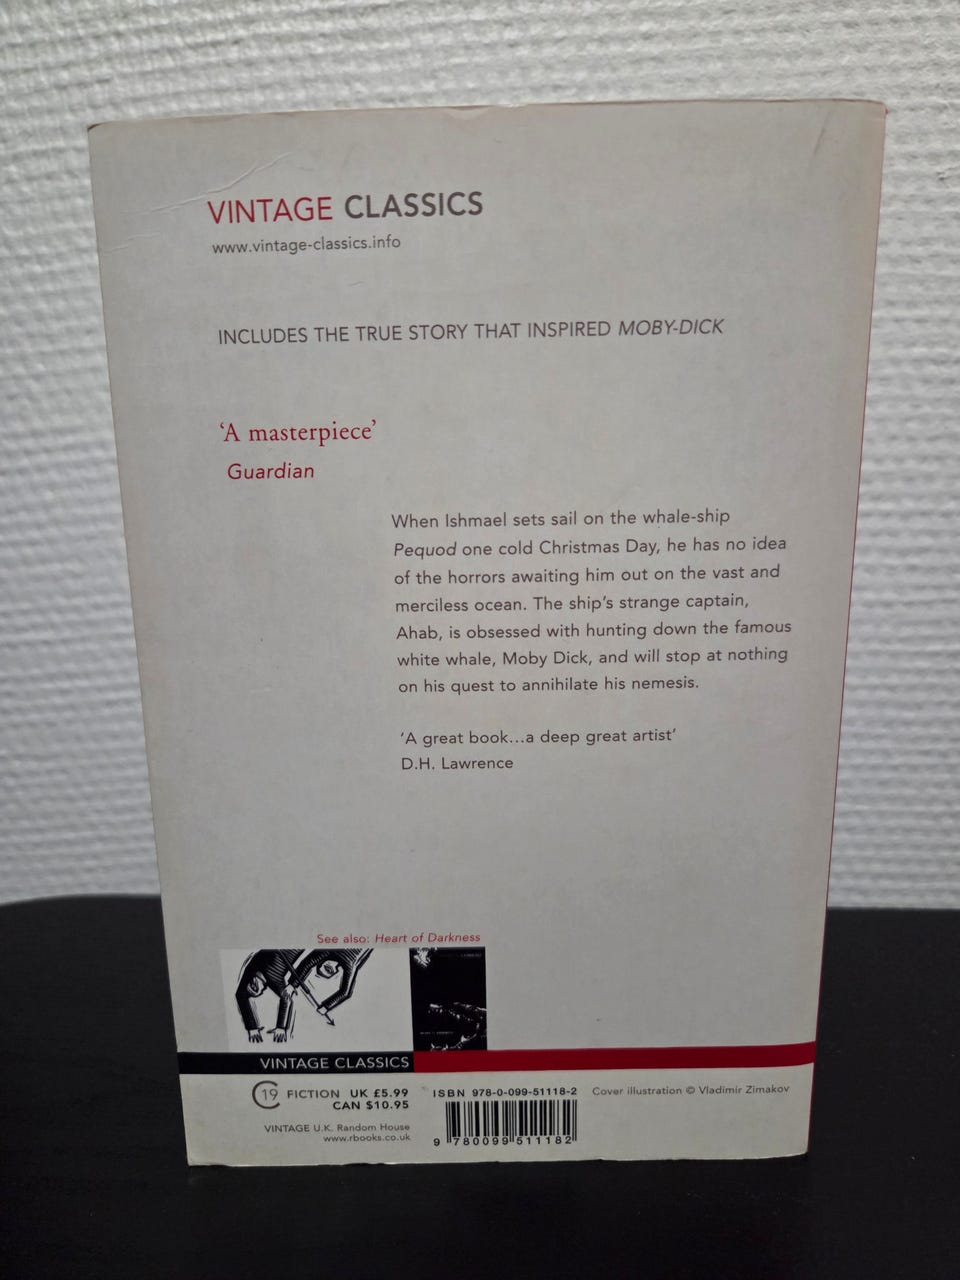 VINTAGE CLASSICS
www.vintage-classics.info
INCLUDES THE TRUE STORY THAT INSPIRED MOBY-DICK
‘A masterpiece’
Guardian
When Ishmael sets sail on the whale-ship
Pequod one cold Christmas Day, he has no idea
of the horrors awaiting him out on the vast and
merciless ocean. The ship’s strange captain,
Ahab, is obsessed with hunting down the famous
white whale, Moby Dick, and will stop at nothing
on his quest to annihilate his nemesis.
‘A great book...a deep great artist’
D.H. Lawrence
See also: Heart of Darkness
VINTAGE CLASSICS
C19 FICTION UK £5.99
CAN $10.95
VINTAGE U.K. Random House
www.rbooks.co.uk
ISBN 978-0-099-51118-2
9 780099 511182
Cover illustration © Vladimir Zimakov